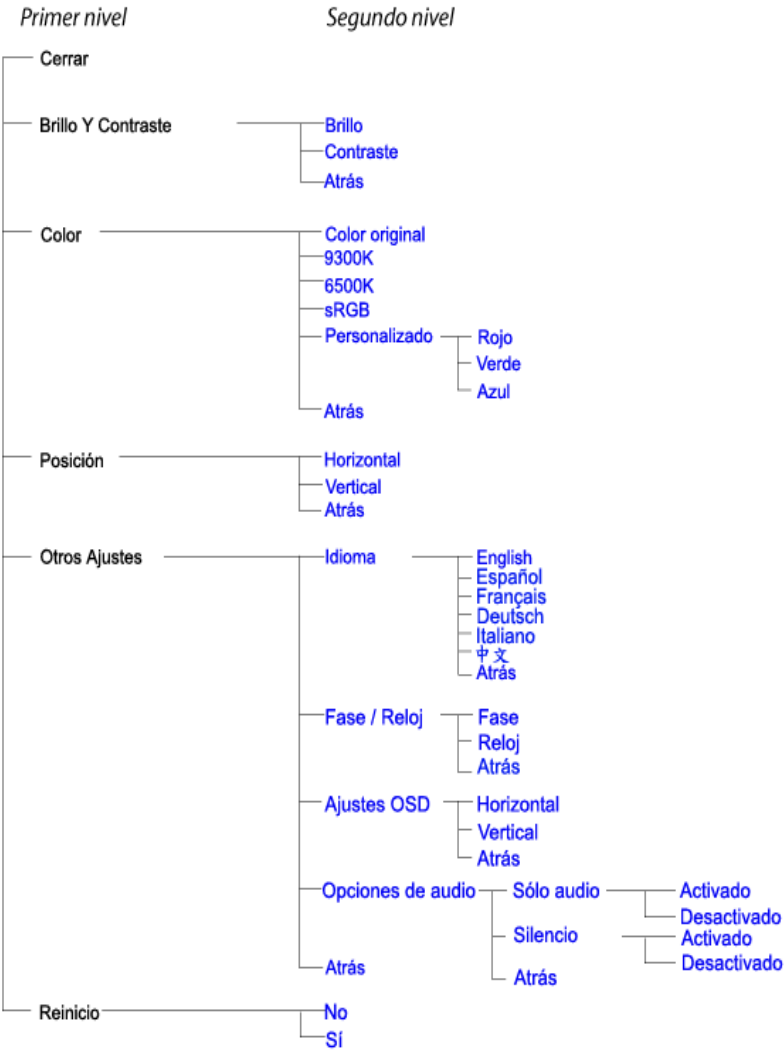 Primer nivel Segundo nivel
Cerrar
Brillo Y Contraste Brillo
Contraste
Atrás
Color Color original
9300K
6500K
sRGB
Personalizado Rojo
Verde
Azul
Atrás
Posición Horizontal
Vertical
Atrás
Otros Ajustes Idioma English
Español
Français
Deutsch
Italiano
中文
Atrás
Fase / Reloj Fase
Reloj
Atrás
Ajustes OSD Horizontal
Vertical
Atrás
Opciones de audio Sólo audio Activado
Desactivado
Silencio Activado
Desactivado
Atrás Atrás
Reinicio No
Sí